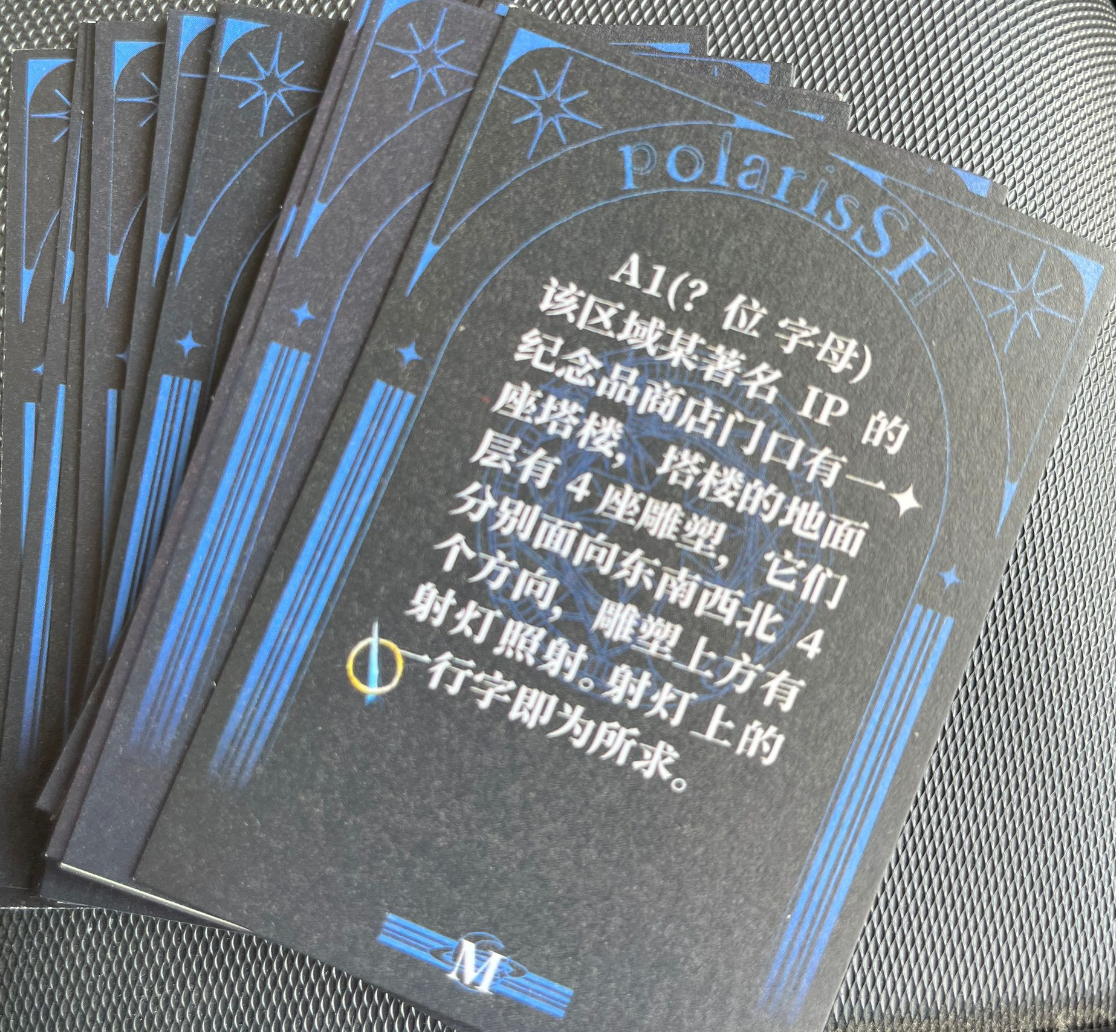 polarisSH
A1(? 位 字母)
该区域某著名 IP 的
纪念品商店门口有一
座塔楼，塔楼的地面
层有 4 座雕塑，它们
分别面向东南西北 4
个方向，雕塑上方有
射灯照射。射灯上的
一行字即为所求。
M